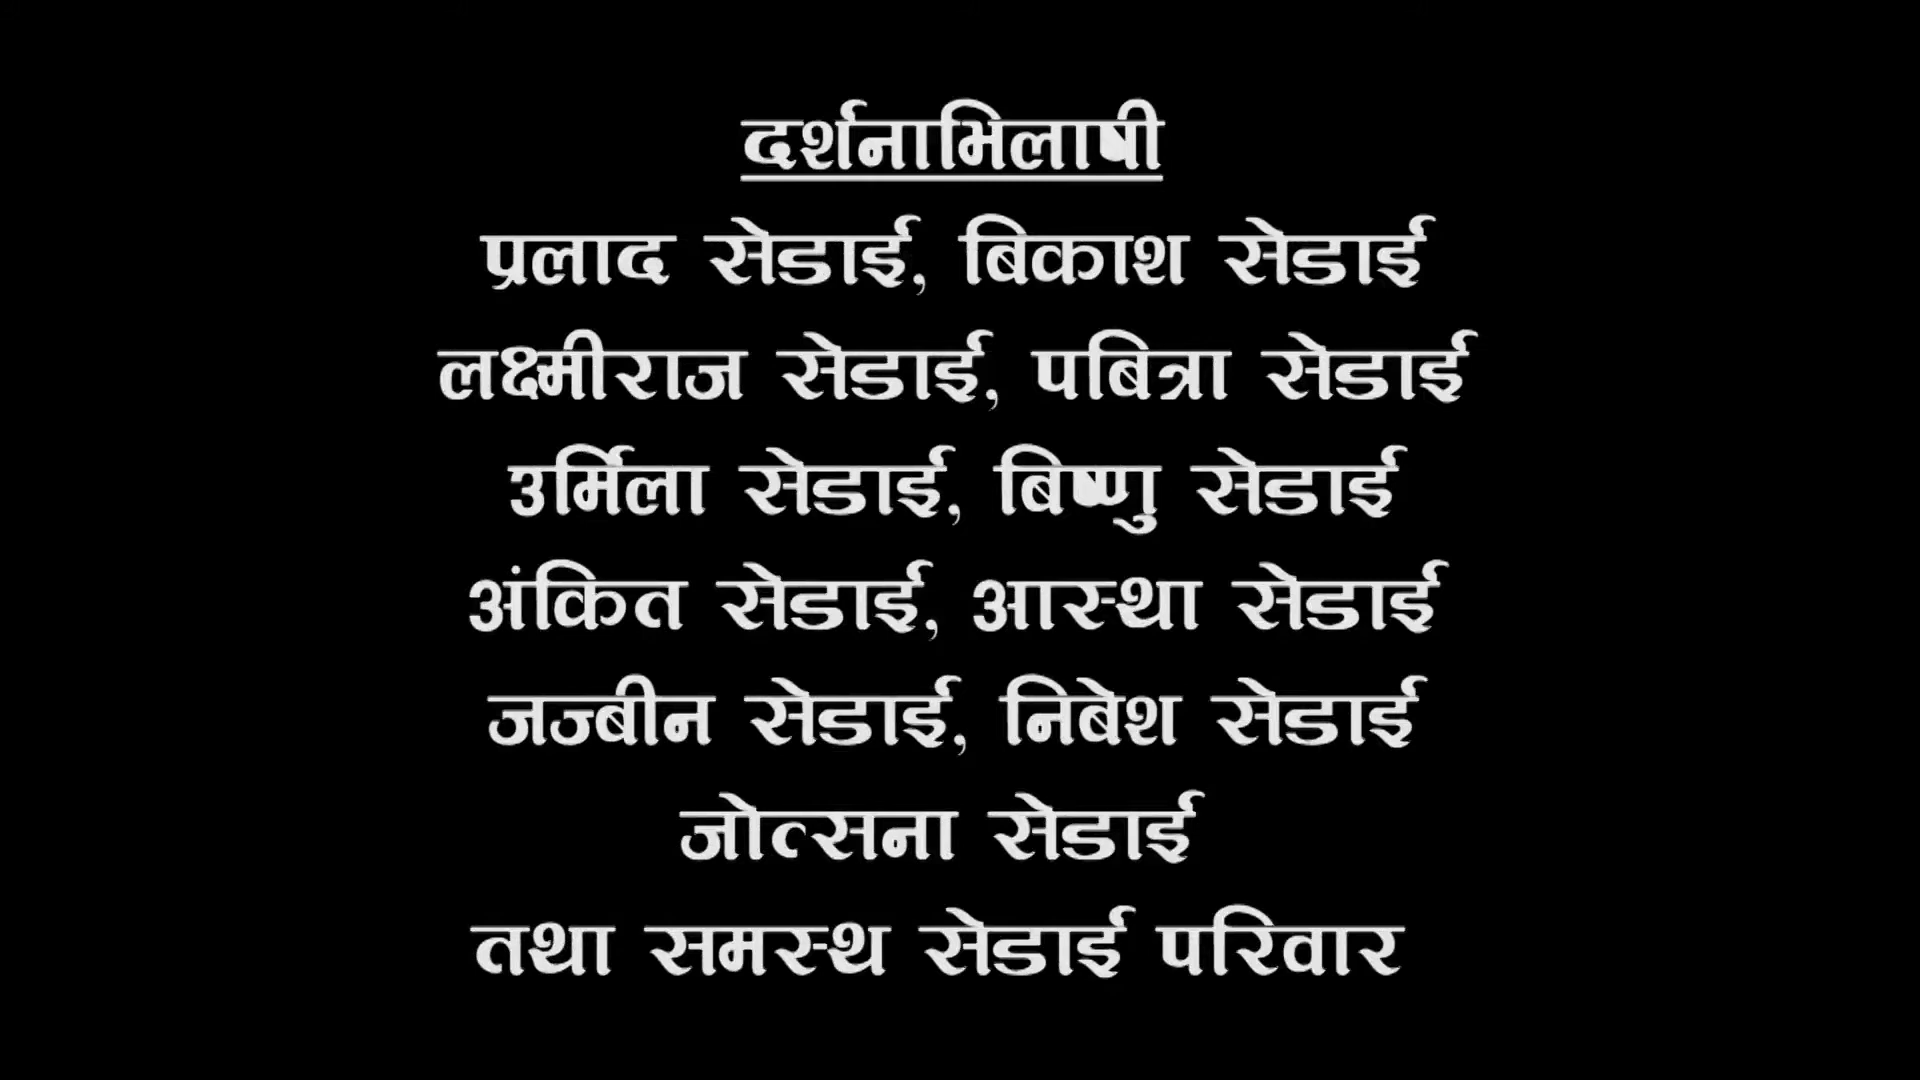 दर्शनाभिलाषी
प्रलाद सेडाई, बिकाश सेडाई
लक्ष्मीराज सेडाई, पबित्रा सेडाई
उर्मिला सेडाई, बिष्णु सेडाई
अंकित सेडाई, आस्था सेडाई
जज्बीन सेडाई, निबेश सेडाई
जोत्सना सेडाई
तथा समस्थ सेडाई परिवार